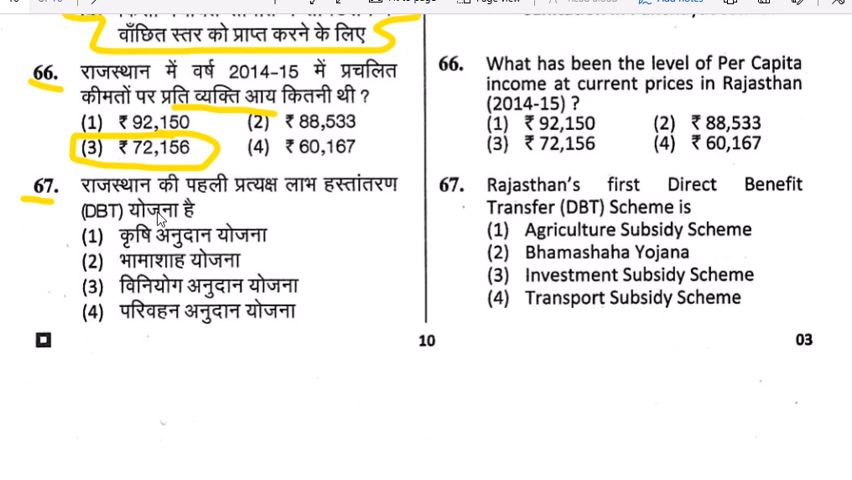 वाँछित स्तर को प्राप्त करने के लिए
66. राजस्थान में वर्ष 2014-15 में प्रचलित
कीमतों पर प्रति व्यक्ति आय कितनी थी ?
(1) ₹ 92,150 (2) ₹ 88,533
(3) ₹ 72,156 (4) ₹ 60,167
67. राजस्थान की पहली प्रत्यक्ष लाभ हस्तांतरण
(DBT) योजना है
(1) कृषि अनुदान योजना
(2) भामाशाह योजना
(3) विनियोग अनुदान योजना
(4) परिवहन अनुदान योजना
66. What has been the level of Per Capita
income at current prices in Rajasthan
(2014-15) ?
(1) ₹ 92,150 (2) ₹ 88,533
(3) ₹ 72,156 (4) ₹ 60,167
67. Rajasthan's first Direct Benefit
Transfer (DBT) Scheme is
(1) Agriculture Subsidy Scheme
(2) Bhamashaha Yojana
(3) Investment Subsidy Scheme
(4) Transport Subsidy Scheme
10
03